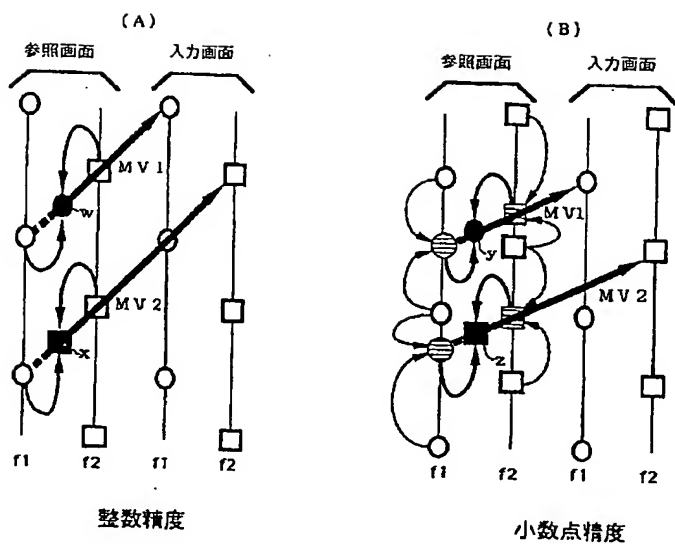 (A)
参照画面 入力画面
MV1
w
MV2
x
f1 f2 f1 f2
整数精度
(B)
参照画面 入力画面
MV1
y
MV2
z
f1 f2 f1 f2
小数点精度